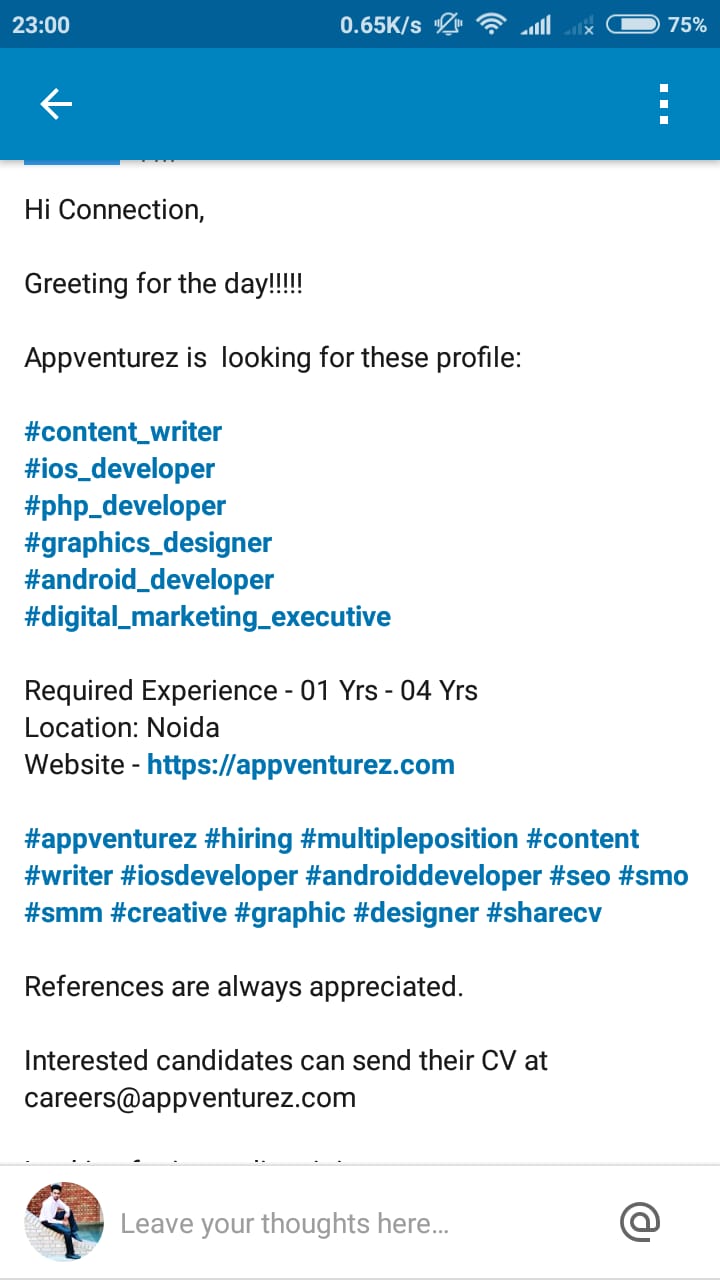 23:00 0.65K/s 75%
Hi Connection,
Greeting for the day!!!!!
Appventurez is  looking for these profile:
#content_writer
#ios_developer
#php_developer
#graphics_designer
#android_developer
#digital_marketing_executive
Required Experience - 01 Yrs - 04 Yrs
Location: Noida
Website - https://appventurez.com
#appventurez #hiring #multipleposition #content
#writer #iosdeveloper #androiddeveloper #seo #smo
#smm #creative #graphic #designer #sharecv
References are always appreciated.
Interested candidates can send their CV at
careers@appventurez.com
Leave your thoughts here...
@